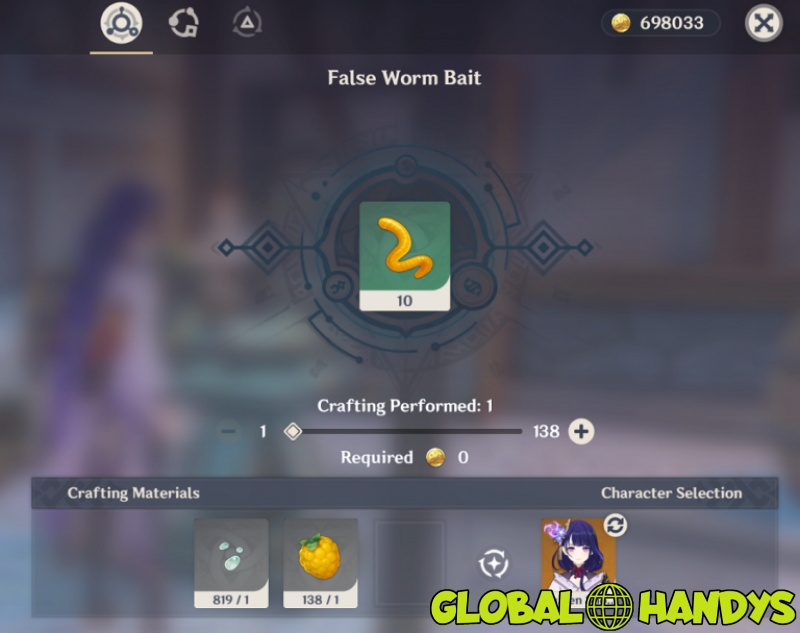 698033
False Worm Bait
10
Crafting Performed: 1
1
138
Required 0
Crafting Materials
Character Selection
819 / 1
138 / 1
GLOBAL HANDYS